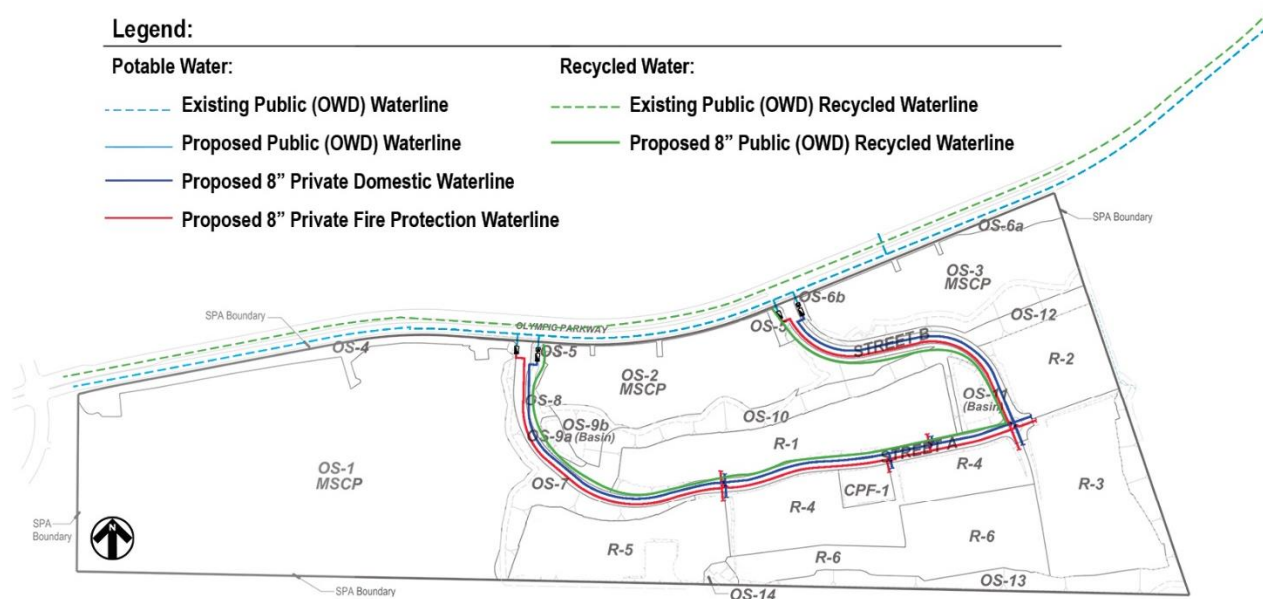 Legend:
Potable Water:
Existing Public (OWD) Waterline
Proposed Public (OWD) Waterline
Proposed 8” Private Domestic Waterline
Proposed 8” Private Fire Protection Waterline
Recycled Water:
Existing Public (OWD) Recycled Waterline
Proposed 8” Public (OWD) Recycled Waterline
SPA Boundary
OS-6a
OS-3
MSCP
OS-6b
SPA Boundary
OS-5
OLYMPIC PARKWAY
OS-12
STREET B
OS-4
OS-5
R-2
OS-2
MSCP
OS-11
(Basin)
OS-8
OS-10
OS-9b
(Basin)
OS-9a
R-1
STREET A
OS-1
MSCP
R-4
OS-7
CPF-1
R-3
R-4
SPA
Boundary
N
R-6
R-5
R-6
OS-13
OS-14
SPA Boundary